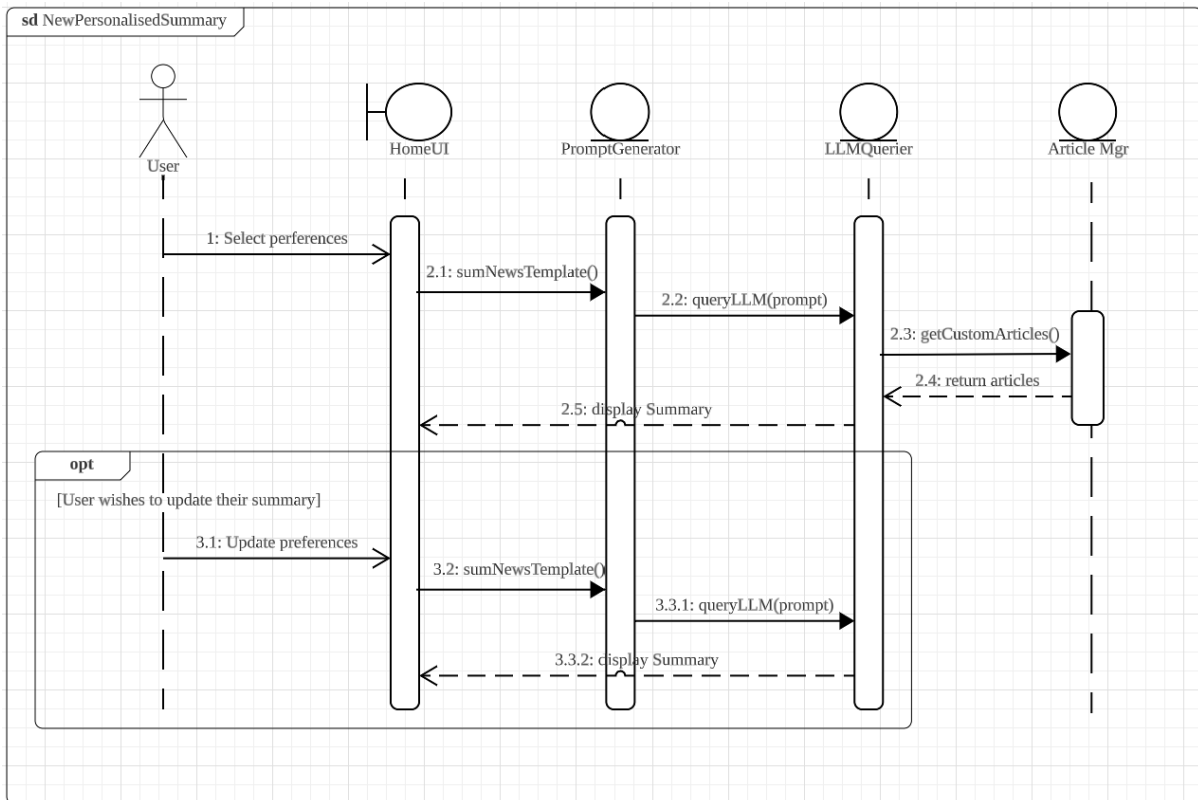 sd NewPersonalisedSummary
User
HomeUI
PromptGenerator
LLMQuerier
Article Mgr
1: Select perferences
2.1: sumNewsTemplate()
2.2: queryLLM(prompt)
2.3: getCustomArticles()
2.4: return articles
2.5: display Summary
opt
[User wishes to update their summary]
3.1: Update preferences
3.2: sumNewsTemplate()
3.3.1: queryLLM(prompt)
3.3.2: display Summary